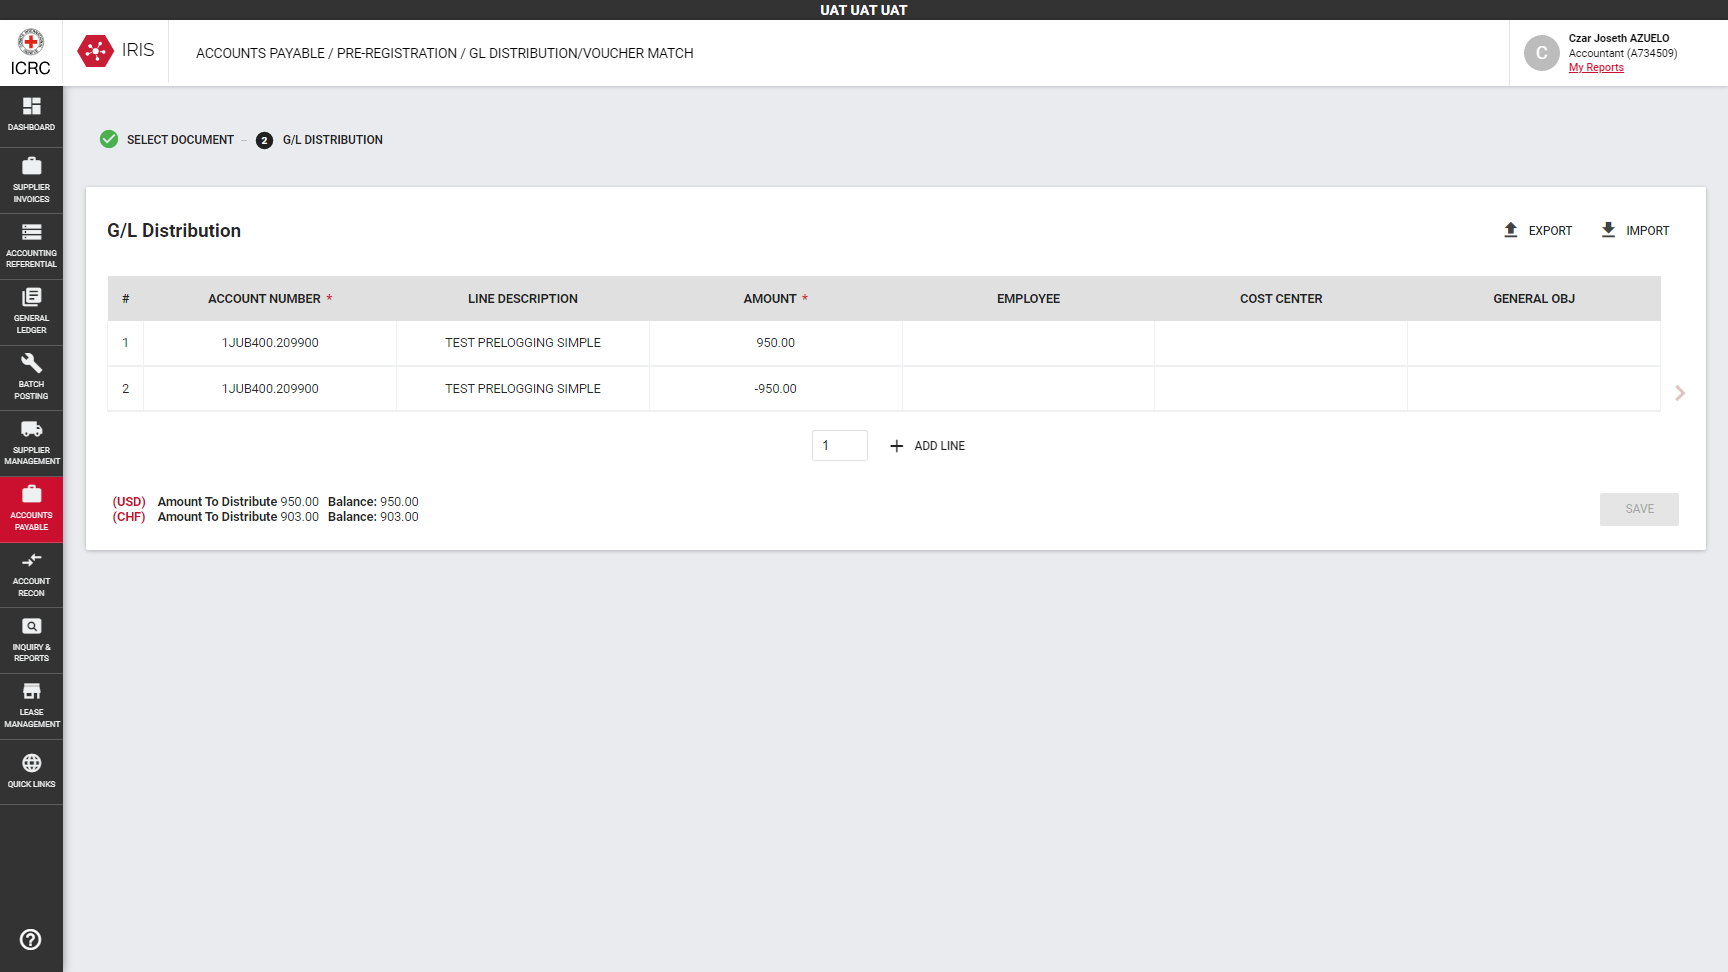 UAT UAT UAT
ICRC
IRIS
ACCOUNTS PAYABLE / PRE-REGISTRATION / GL DISTRIBUTION/VOUCHER MATCH
C
Czar Joseth AZUELO
Accountant (A734509)
My Reports
DASHBOARD
SUPPLIER
INVOICES
ACCOUNTING
REFERENTIAL
GENERAL
LEDGER
BATCH
POSTING
SUPPLIER
MANAGEMENT
ACCOUNTS
PAYABLE
ACCOUNT
RECON
INQUIRY &
REPORTS
LEASE
MANAGEMENT
QUICK LINKS
SELECT DOCUMENT
2 G/L DISTRIBUTION
G/L Distribution
EXPORT
IMPORT
# ACCOUNT NUMBER * LINE DESCRIPTION AMOUNT * EMPLOYEE COST CENTER GENERAL OBJ
1 1JUB400.209900 TEST PRELOGGING SIMPLE 950.00
2 1JUB400.209900 TEST PRELOGGING SIMPLE -950.00
1 ADD LINE
(USD) Amount To Distribute 950.00 Balance: 950.00
(CHF) Amount To Distribute 903.00 Balance: 903.00
SAVE